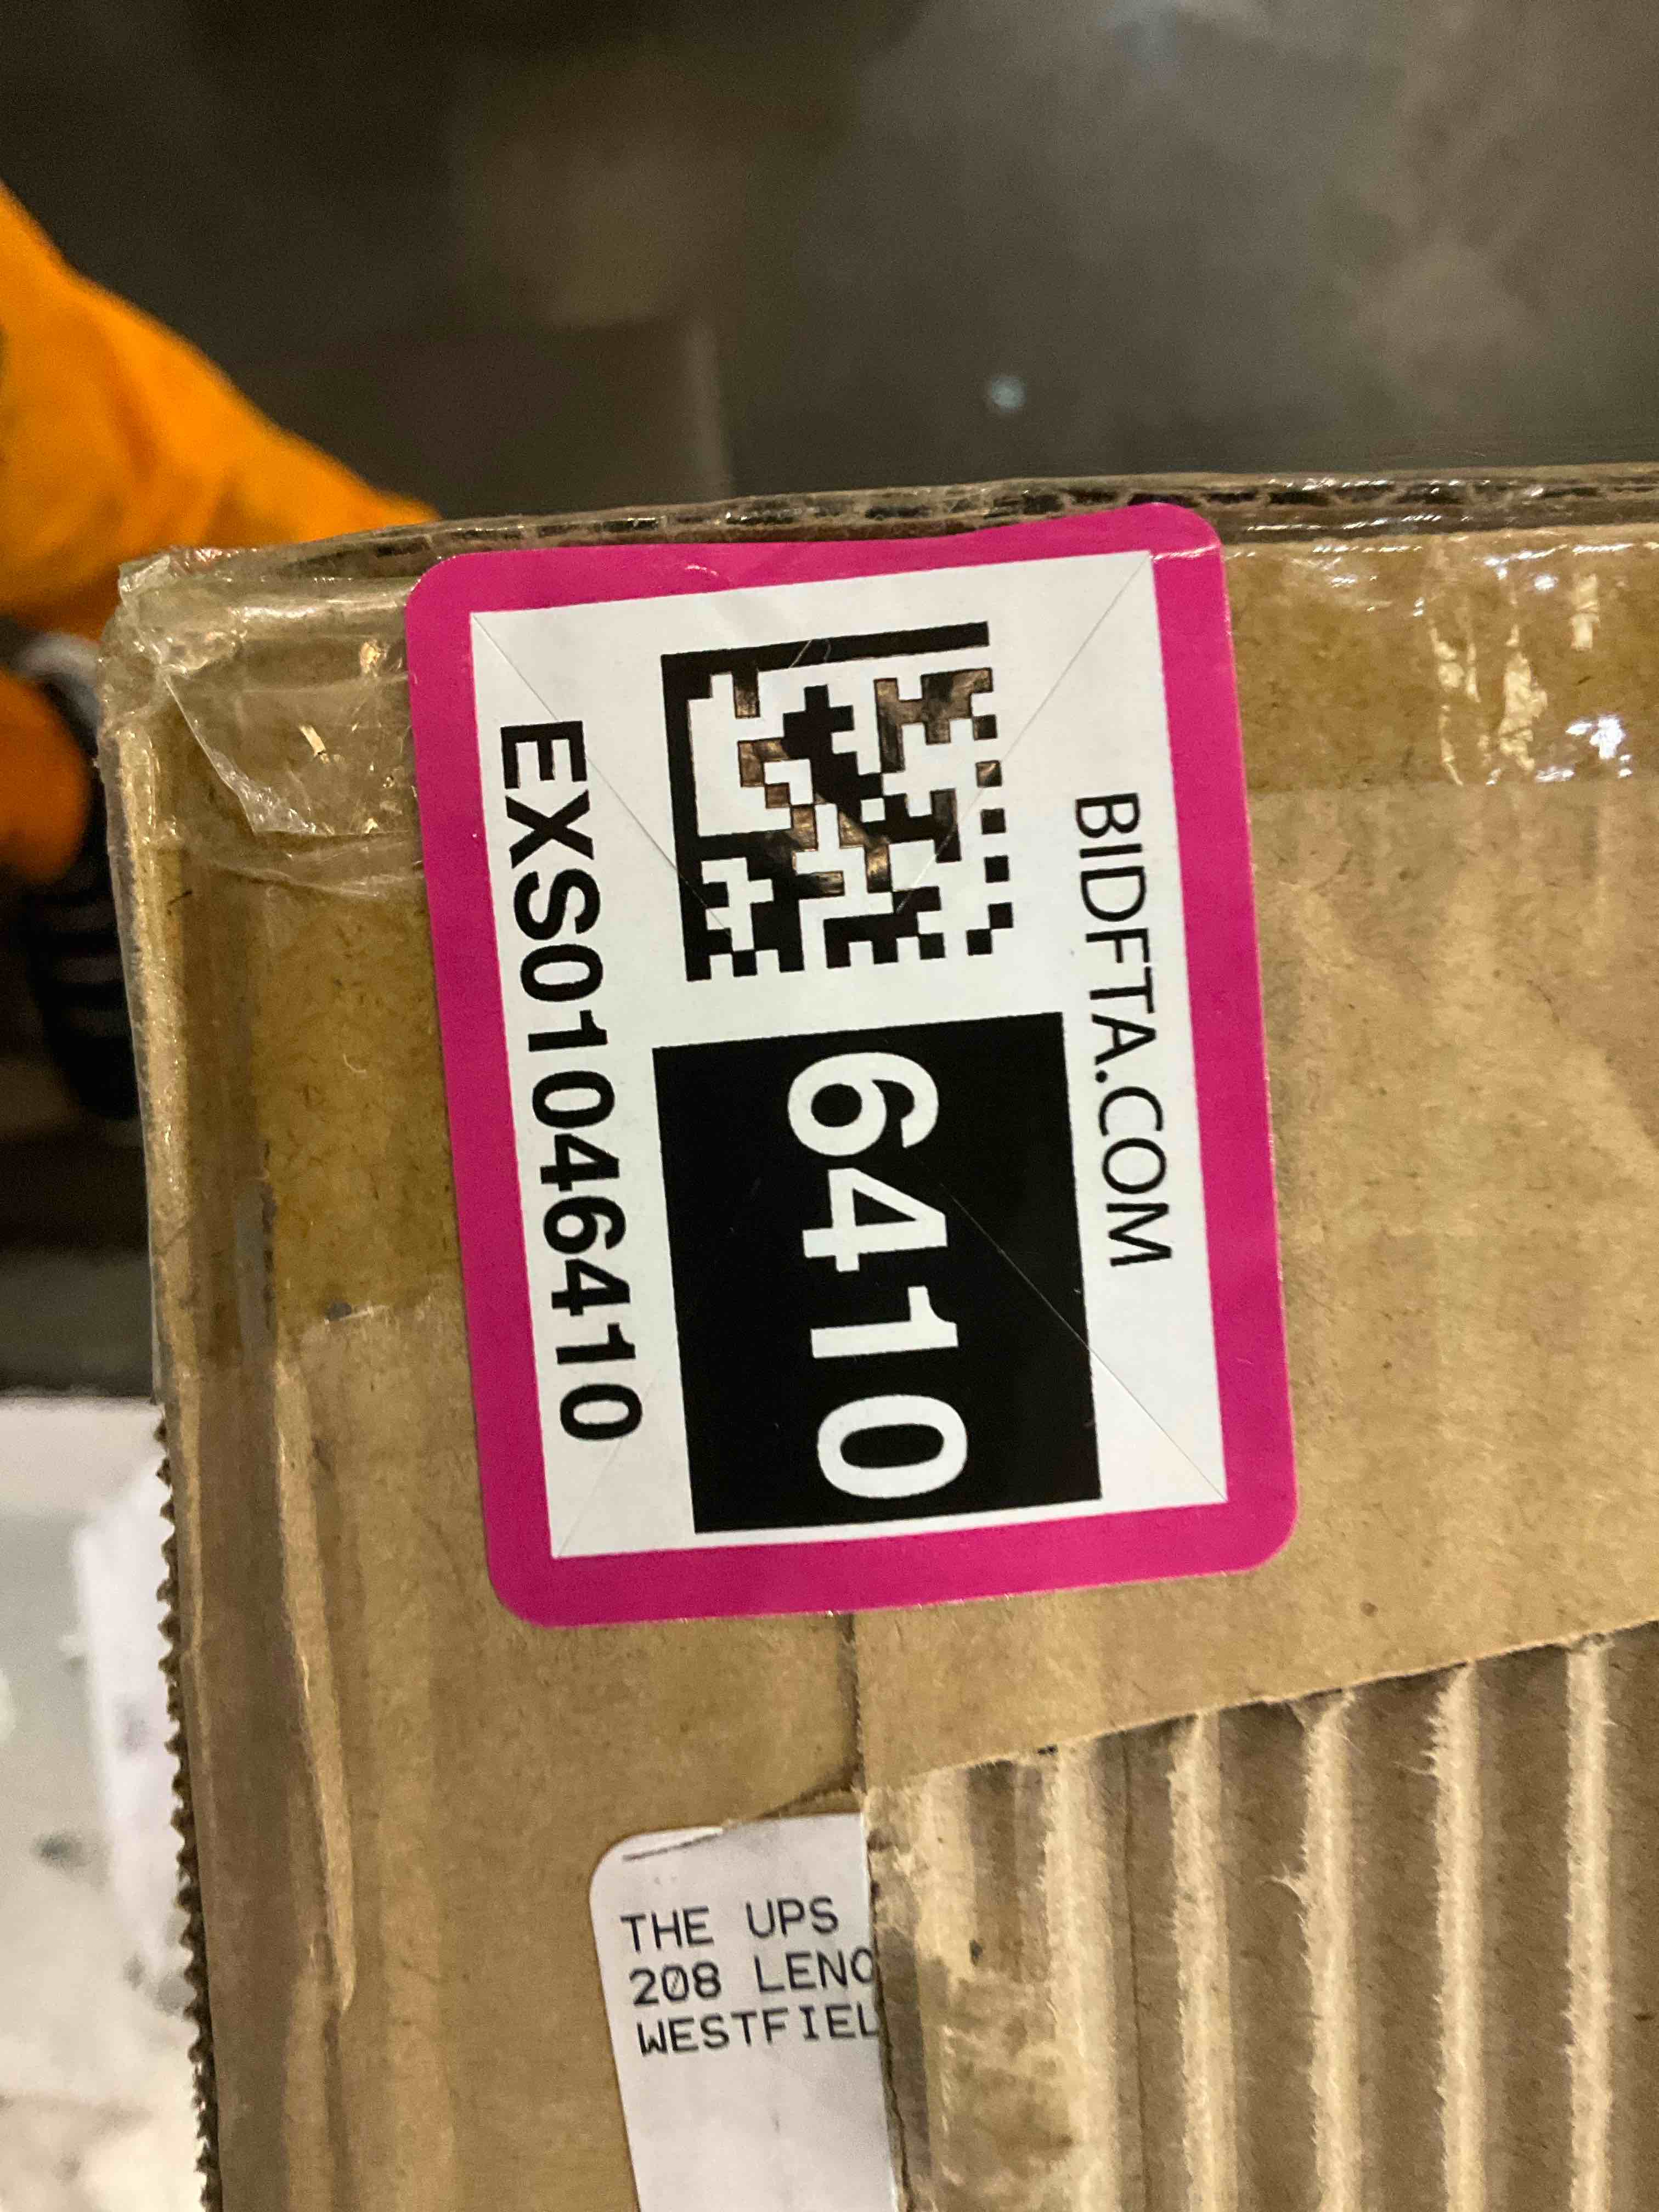 BIDFTA.COM
6410
EXS01046410
THE UPS
208 LENO
WESTFIEL